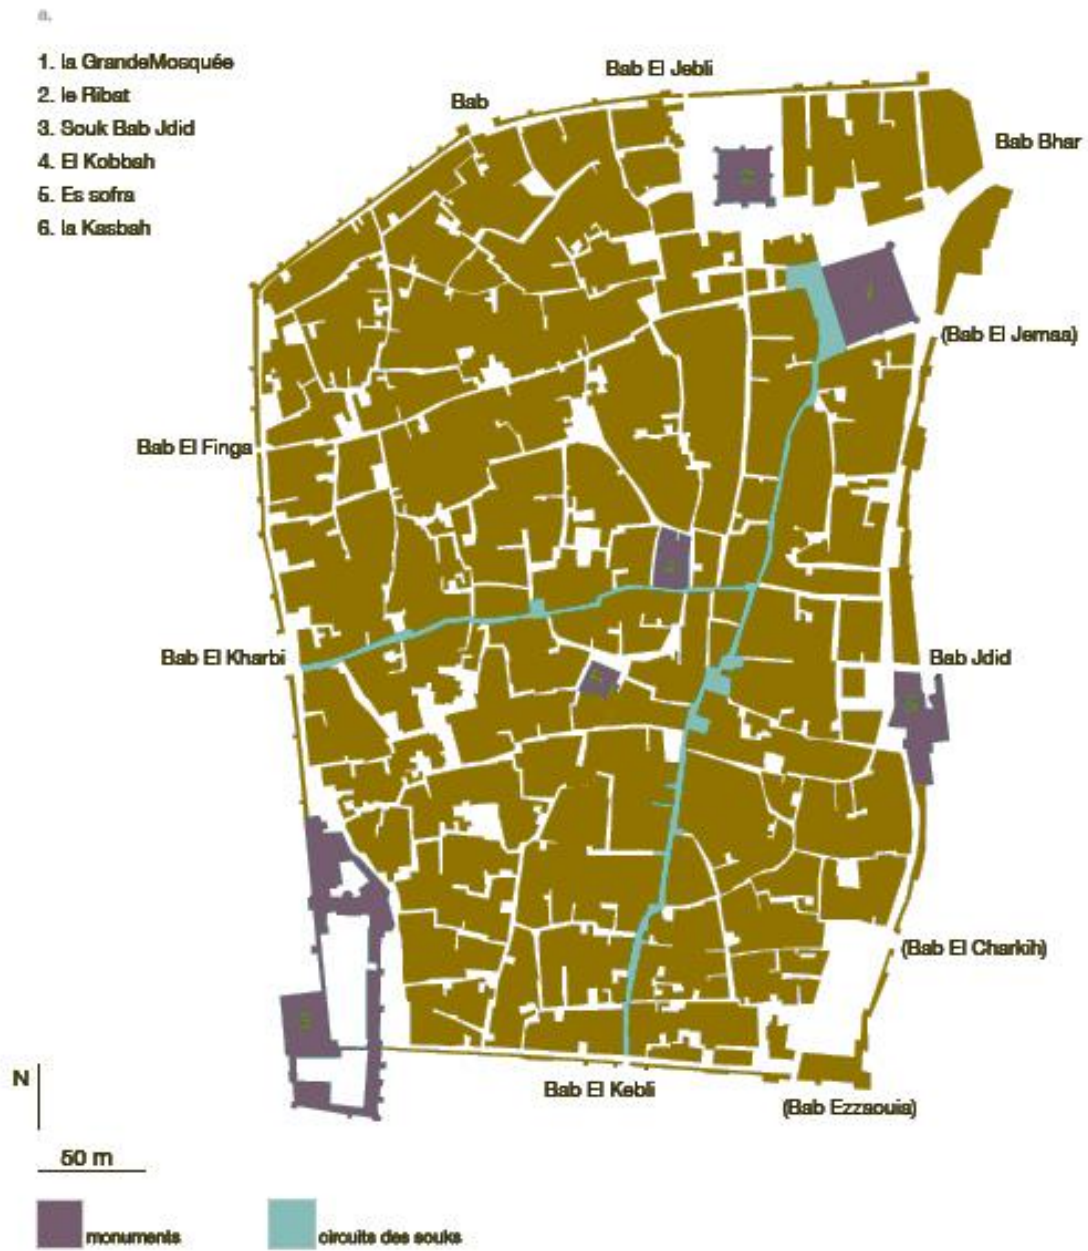 a.
1. la GrandeMosquée
2. le Ribat
3. Souk Bab Jdid
4. El Kobbah
5. Es sofra
6. la Kasbah
Bab El Jebli
Bab
Bab Bhar
(Bab El Jemaa)
Bab El Finga
Bab El Kharbi
Bab Jdid
(Bab El Charkih)
Bab El Kebli
(Bab Ezzaouia)
N
50 m
monuments
circuits des souks